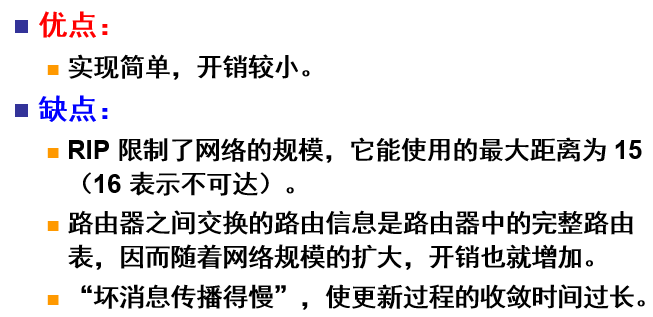 优点：
实现简单，开销较小。
缺点：
RIP 限制了网络的规模，它能使用的最大距离为 15
（16 表示不可达）。
路由器之间交换的路由信息是路由器中的完整路由
表，因而随着网络规模的扩大，开销也就增加。
“坏消息传播得慢”，使更新过程的收敛时间过长。